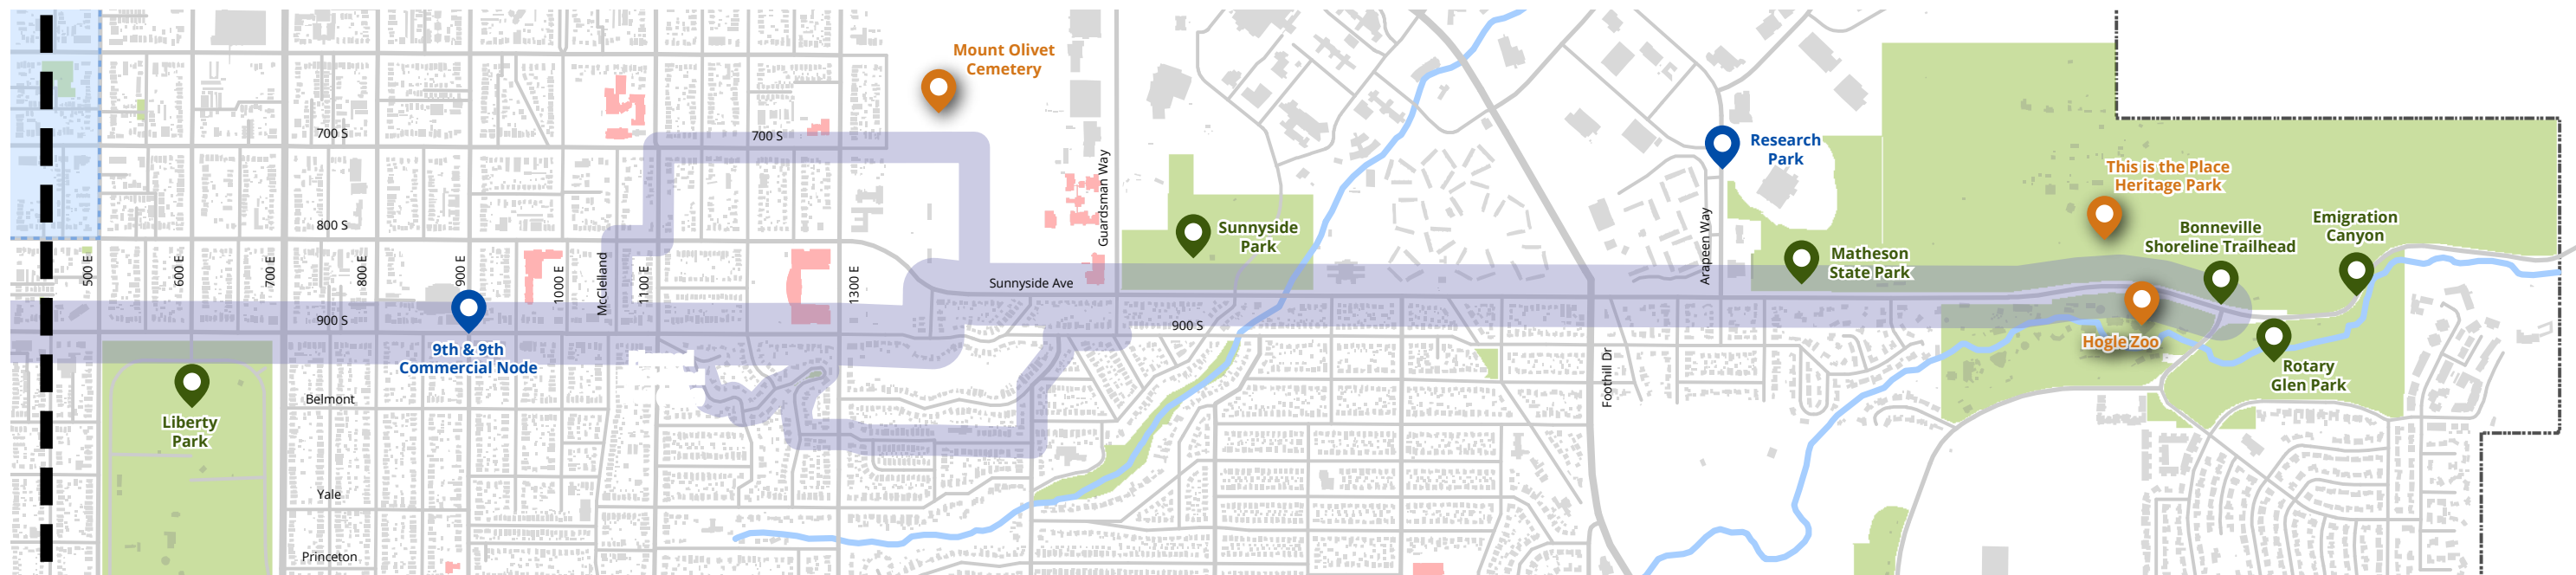 Mount Olivet
Cemetery
700 S
700 S
Research
Park
This is the Place
Heritage Park
Guardsman Way
800 S
Sunnyside
Park
Arapeen Way
Bonneville
Shoreline Trailhead
Emigration
Canyon
Matheson
State Park
500 E
600 E
700 E
800 E
900 E
1000 E
McClelland
1100 E
1300 E
Sunnyside Ave
900 S
900 S
9th & 9th
Commercial Node
Hogle Zoo
Foothill Dr
Rotary
Glen Park
Belmont
Liberty
Park
Yale
Princeton